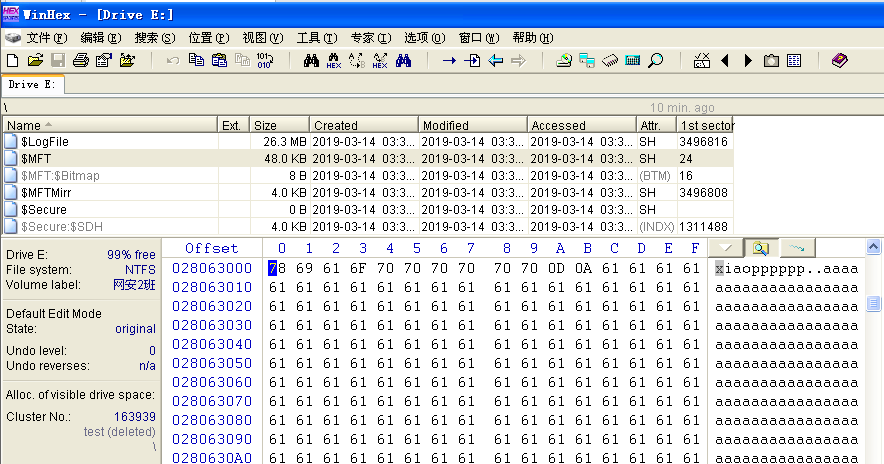 WinHex - [Drive E:]
文件(F) 编辑(E) 搜索(S) 位置(P) 视图(V) 工具(T) 专家(I) 选项(O) 窗口(W) 帮助(H)
Drive E:
\ 10 min. ago
Name Ext. Size Created Modified Accessed Attr. 1st sector
$LogFile 26.3 MB 2019-03-14 03:3... 2019-03-14 03:3... 2019-03-14 03:3... SH 3496816
$MFT 48.0 KB 2019-03-14 03:3... 2019-03-14 03:3... 2019-03-14 03:3... SH 24
$MFT:$Bitmap 8 B 2019-03-14 03:3... 2019-03-14 03:3... 2019-03-14 03:3... (BTM) 16
$MFTMirr 4.0 KB 2019-03-14 03:3... 2019-03-14 03:3... 2019-03-14 03:3... SH 3496808
$Secure 0 B 2019-03-14 03:3... 2019-03-14 03:3... 2019-03-14 03:3... SH
$Secure:$SDH 4.0 KB 2019-03-14 03:3... 2019-03-14 03:3... 2019-03-14 03:3... (INDX) 1311488
Drive E: 99% free
File system: NTFS
Volume label: 网安2班
Default Edit Mode
State: original
Undo level: 0
Undo reverses: n/a
Alloc. of visible drive space:
Cluster No.: 163939
test (deleted)
\
Offset 0 1 2 3 4 5 6 7 8 9 A B C D E F
028063000 78 69 61 6F 70 70 70 70 70 70 0D 0A 61 61 61 61 xiaopppppp..aaaa
028063010 61 61 61 61 61 61 61 61 61 61 61 61 61 61 61 61 aaaaaaaaaaaaaaaa
028063020 61 61 61 61 61 61 61 61 61 61 61 61 61 61 61 61 aaaaaaaaaaaaaaaa
028063030 61 61 61 61 61 61 61 61 61 61 61 61 61 61 61 61 aaaaaaaaaaaaaaaa
028063040 61 61 61 61 61 61 61 61 61 61 61 61 61 61 61 61 aaaaaaaaaaaaaaaa
028063050 61 61 61 61 61 61 61 61 61 61 61 61 61 61 61 61 aaaaaaaaaaaaaaaa
028063060 61 61 61 61 61 61 61 61 61 61 61 61 61 61 61 61 aaaaaaaaaaaaaaaa
028063070 61 61 61 61 61 61 61 61 61 61 61 61 61 61 61 61 aaaaaaaaaaaaaaaa
028063080 61 61 61 61 61 61 61 61 61 61 61 61 61 61 61 61 aaaaaaaaaaaaaaaa
028063090 61 61 61 61 61 61 61 61 61 61 61 61 61 61 61 61 aaaaaaaaaaaaaaaa
0280630A0 61 61 61 61 61 61 61 61 61 61 61 61 61 61 61 61 aaaaaaaaaaaaaaaa